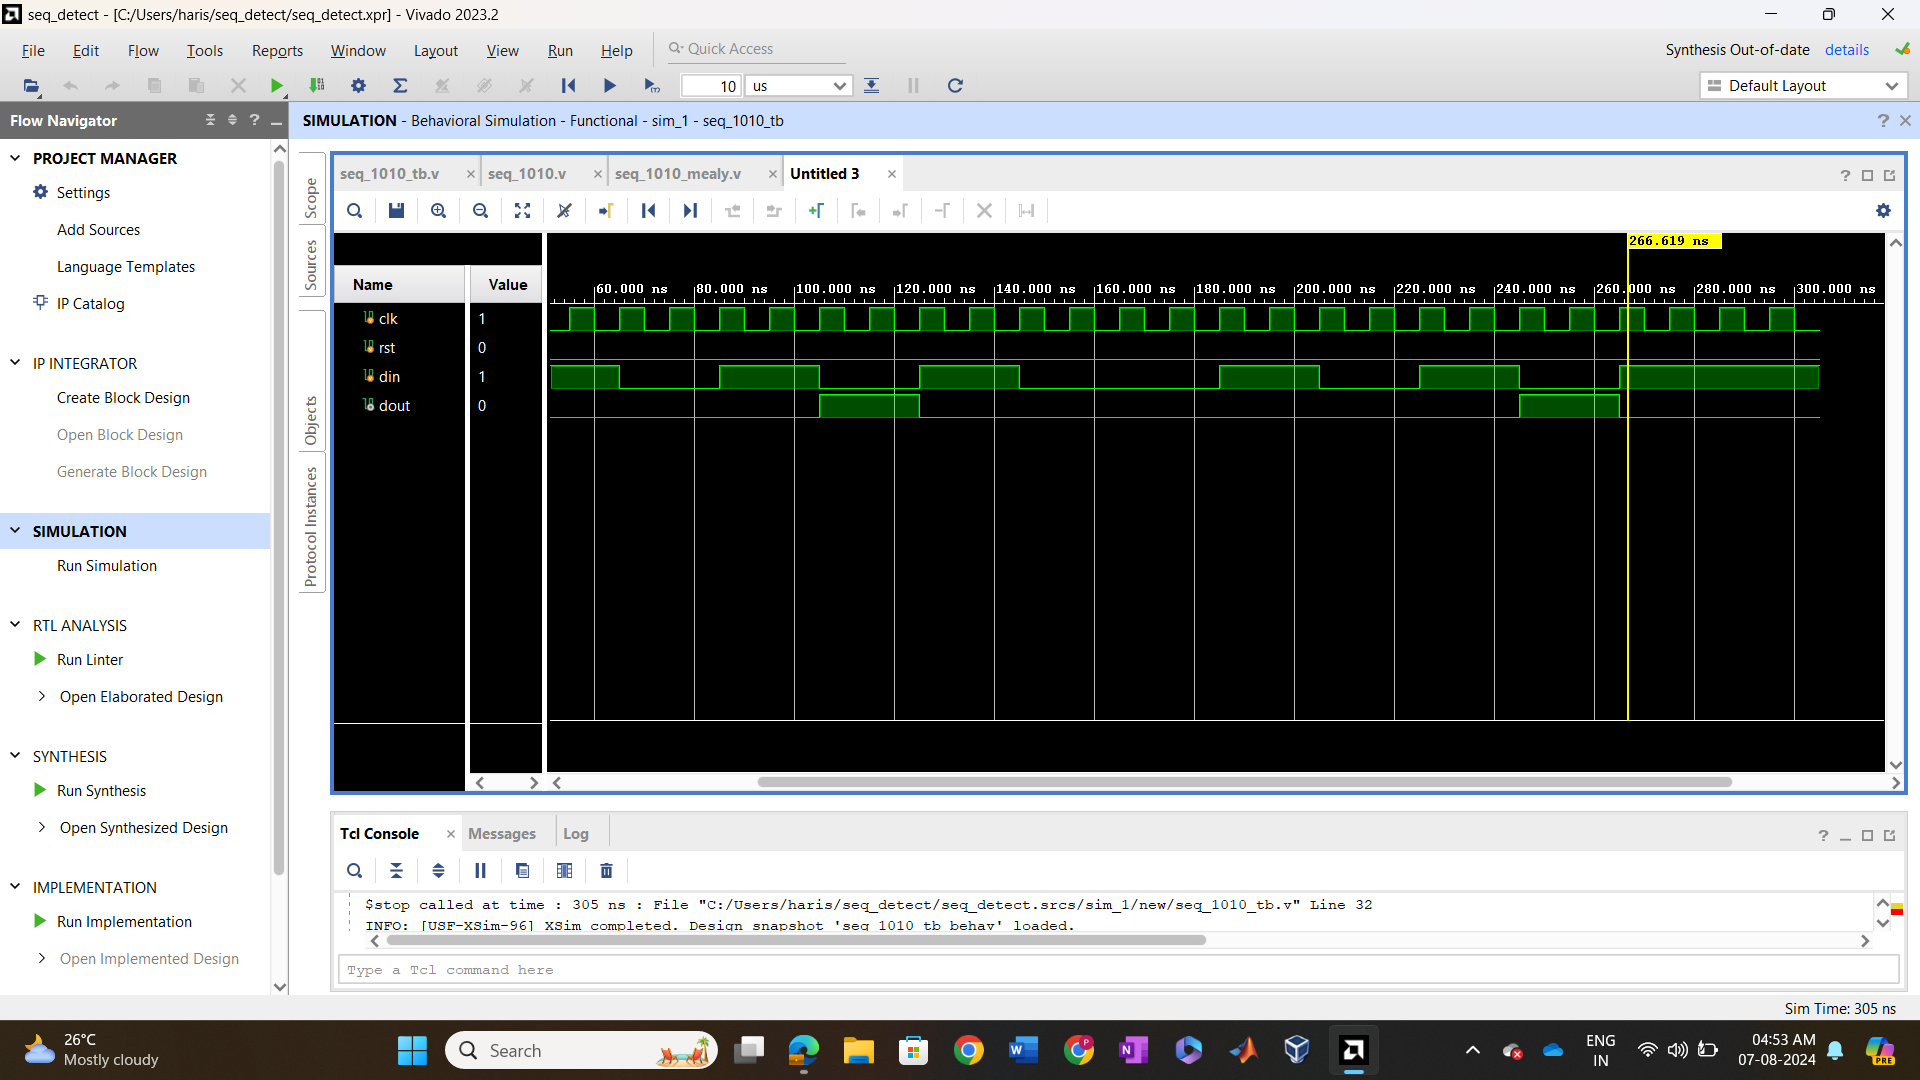 seq_detect - [C:/Users/haris/seq_detect/seq_detect.xpr] - Vivado 2023.2
File Edit Flow Tools Reports Window Layout View Run Help Quick Access Synthesis Out-of-date details
10 us Default Layout
Flow Navigator
SIMULATION - Behavioral Simulation - Functional - sim_1 - seq_1010_tb
PROJECT MANAGER
Settings
Add Sources
Language Templates
IP Catalog
IP INTEGRATOR
Create Block Design
Open Block Design
Generate Block Design
SIMULATION
Run Simulation
RTL ANALYSIS
Run Linter
Open Elaborated Design
SYNTHESIS
Run Synthesis
Open Synthesized Design
IMPLEMENTATION
Run Implementation
Open Implemented Design
Scope
Sources
Objects
Protocol Instances
seq_1010_tb.v seq_1010.v seq_1010_mealy.v Untitled 3
266.619 ns
Name Value
60.000 ns 80.000 ns 100.000 ns 120.000 ns 140.000 ns 160.000 ns 180.000 ns 200.000 ns 220.000 ns 240.000 ns 260.000 ns 280.000 ns 300.000 ns
clk 1
rst 0
din 1
dout 0
Tcl Console Messages Log
$stop called at time : 305 ns : File "C:/Users/haris/seq_detect/seq_detect.srcs/sim_1/new/seq_1010_tb.v" Line 32
INFO: [USF-XSim-96] XSim completed. Design snapshot 'seq_1010_tb_behav' loaded.
Type a Tcl command here
Sim Time: 305 ns
26°C
Mostly cloudy
Search
ENG
IN
04:53 AM
07-08-2024
PRE